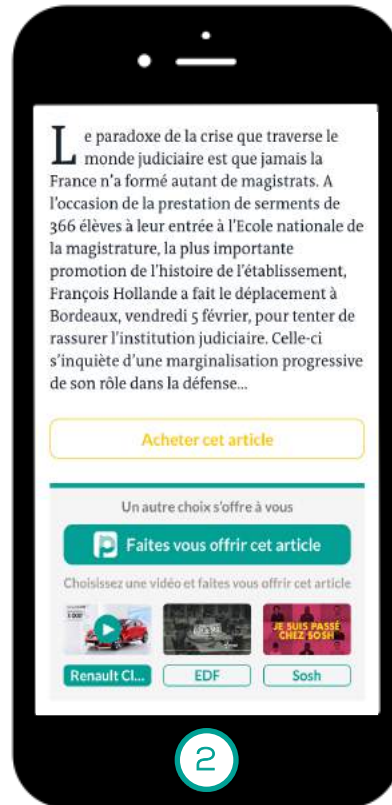 Le paradoxe de la crise que traverse le
monde judiciaire est que jamais la
France n'a formé autant de magistrats. A
l'occasion de la prestation de serments de
366 élèves à leur entrée à l'Ecole nationale de
la magistrature, la plus importante
promotion de l'histoire de l'établissement,
François Hollande a fait le déplacement à
Bordeaux, vendredi 5 février, pour tenter de
rassurer l'institution judiciaire. Celle-ci
s'inquiète d'une marginalisation progressive
de son rôle dans la défense...
Acheter cet article
Un autre choix s'offre à vous
Faites vous offrir cet article
Choisissez une vidéo et faites vous offrir cet article
JE SUIS PASSÉ
CHEZ SOSH
Renault Cl...
EDF
Sosh
2